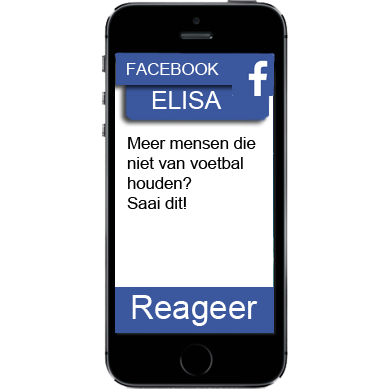 FACEBOOK
ELISA
Meer mensen die
niet van voetbal
houden?
Saai dit!
Reageer